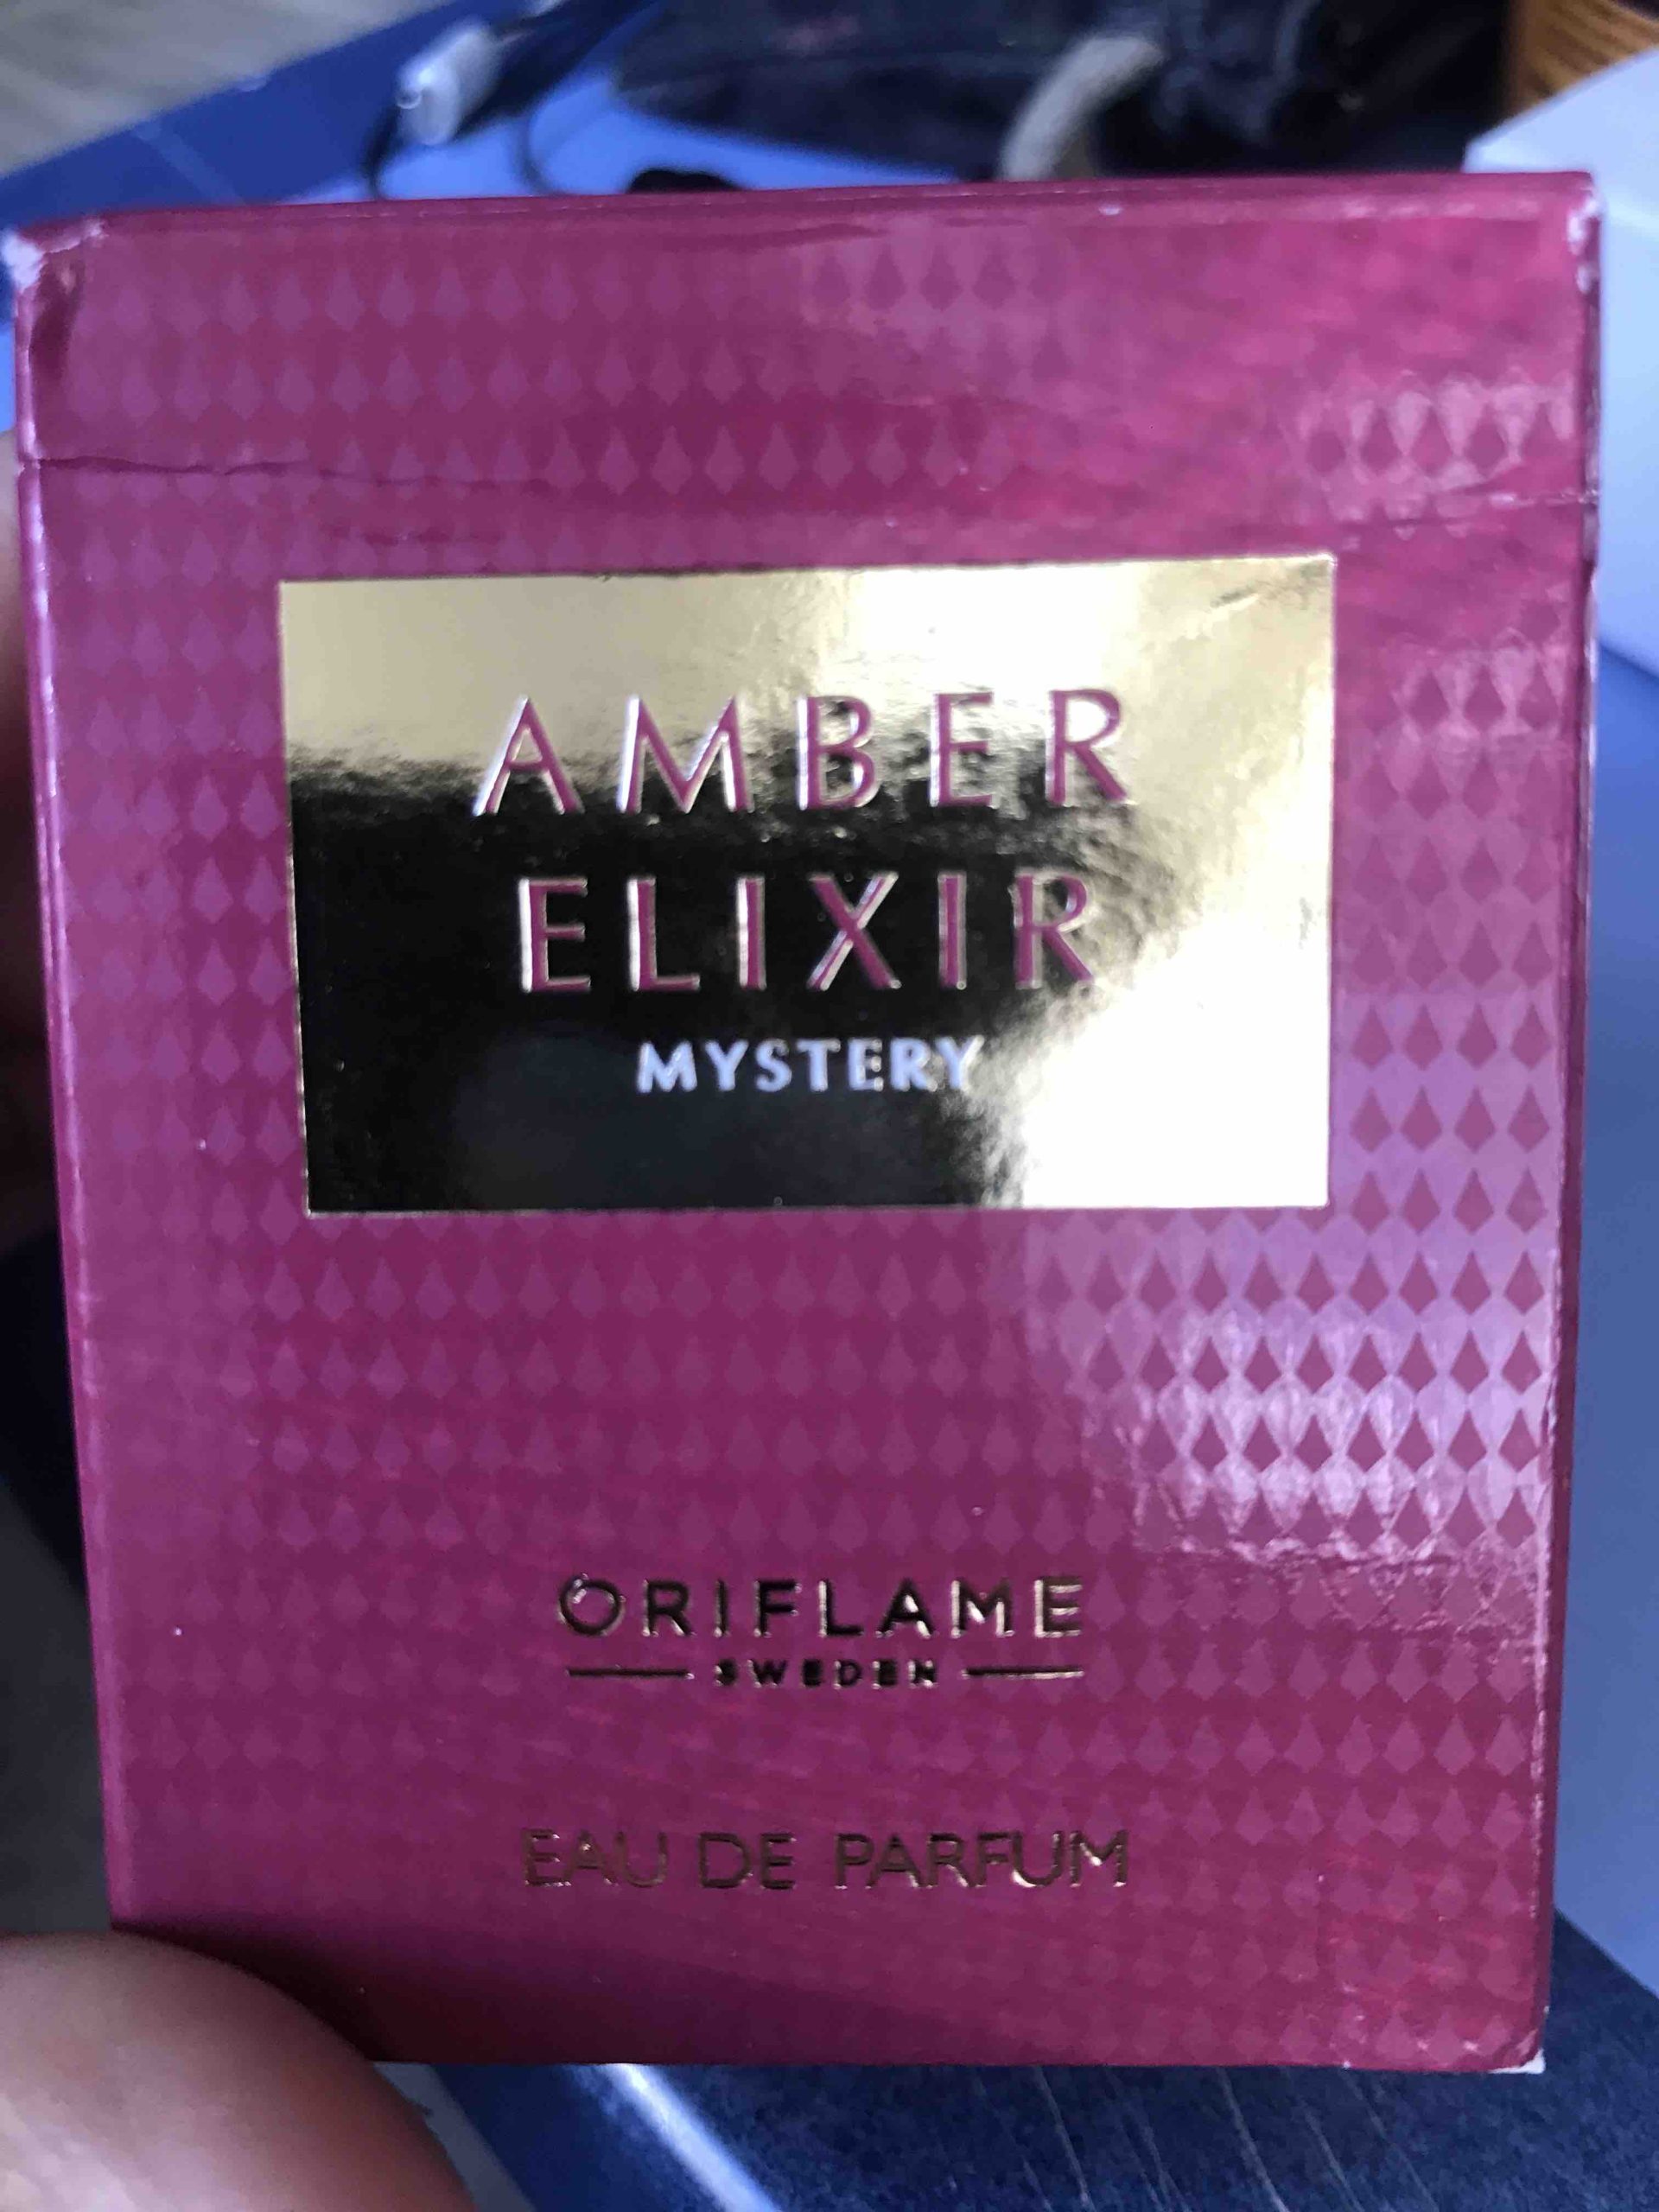 AMBER
ELIXIR
MYSTERY
ORIFLAME
SWEDEN
EAU DE PARFUM